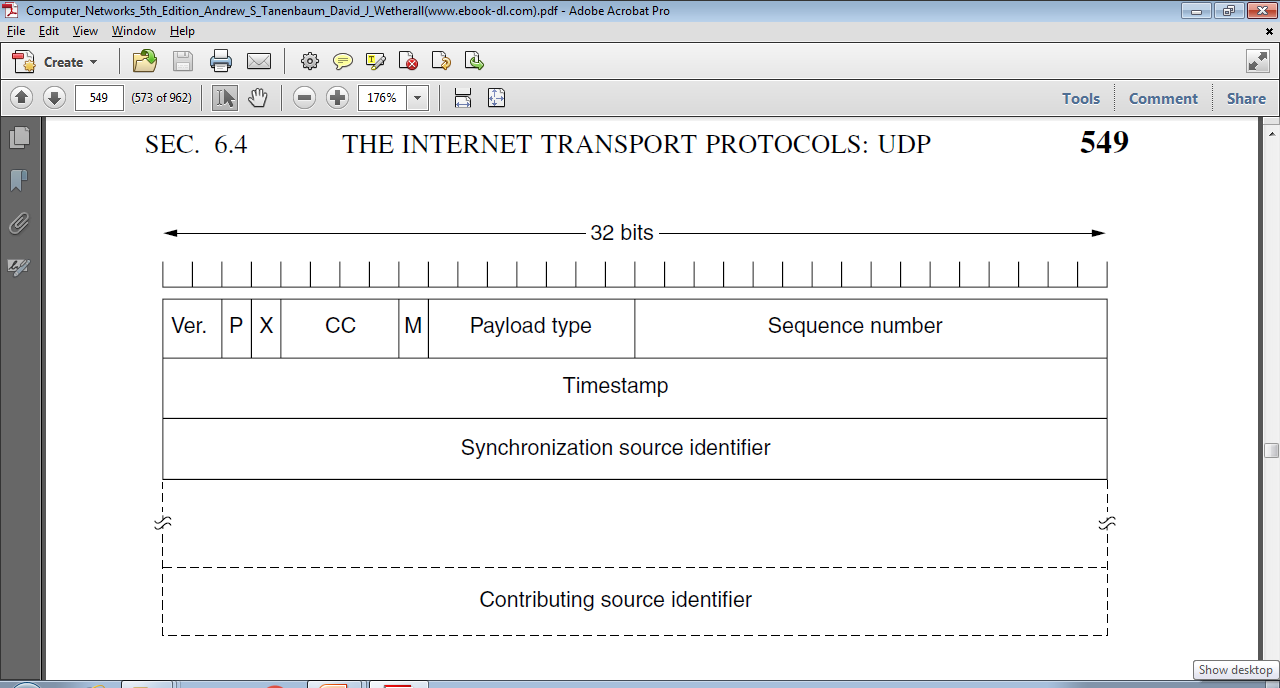 Computer_Networks_5th_Edition_Andrew_S_Tanenbaum_David_J_Wetherall(www.ebook-dl.com).pdf - Adobe Acrobat Pro
File Edit View Window Help
Create
549 (573 of 962) 176% Tools Comment Share
SEC. 6.4 THE INTERNET TRANSPORT PROTOCOLS: UDP 549
32 bits
Ver. P X CC M Payload type Sequence number
Timestamp
Synchronization source identifier
Contributing source identifier
Show desktop